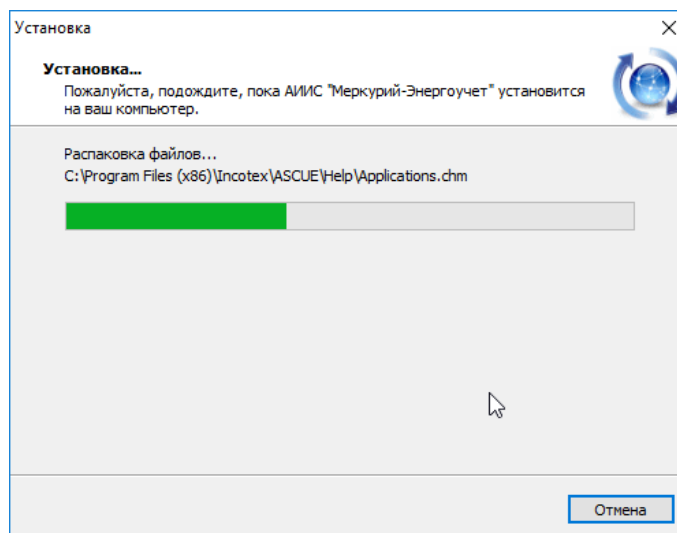 Установка
Установка...
Пожалуйста, подождите, пока АИИС "Меркурий-Энергоучет" установится
на ваш компьютер.
Распаковка файлов...
C:\Program Files (x86)\Incotex\ASCUE\Help\Applications.chm
Отмена